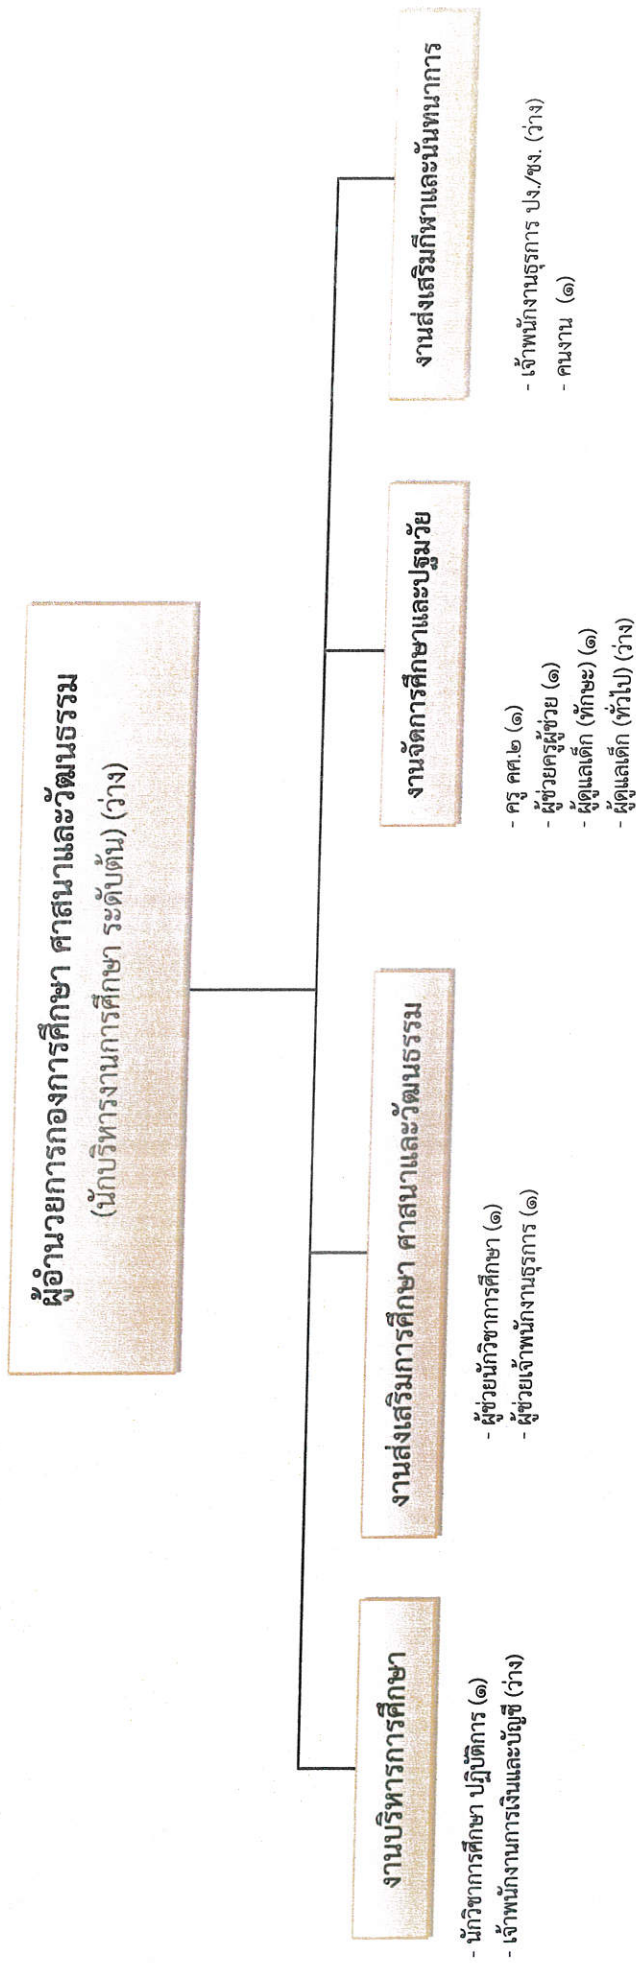 ผู้อำนวยการกองการศึกษา ศาสนาและวัฒนธรรม
(นักบริหารงานการศึกษา ระดับต้น) (ว่าง)
งานบริหารการศึกษา
- นักวิชาการศึกษา ปฏิบัติการ (๑)
- เจ้าพนักงานการเงินและบัญชี (ว่าง)
งานส่งเสริมการศึกษา ศาสนาและวัฒนธรรม
- ผู้ช่วยนักวิชาการศึกษา (๑)
- ผู้ช่วยเจ้าพนักงานธุรการ (๑)
งานจัดการศึกษาและปฐมวัย
- ครู คศ.๒ (๑)
- ผู้ช่วยครูผู้ช่วย (๑)
- ผู้ดูแลเด็ก (ทักษะ) (๑)
- ผู้ดูแลเด็ก (ทั่วไป) (ว่าง)
งานส่งเสริมกีฬาและนันทนาการ
- เจ้าพนักงานธุรการ ปง./ชง. (ว่าง)
- คนงาน (๑)